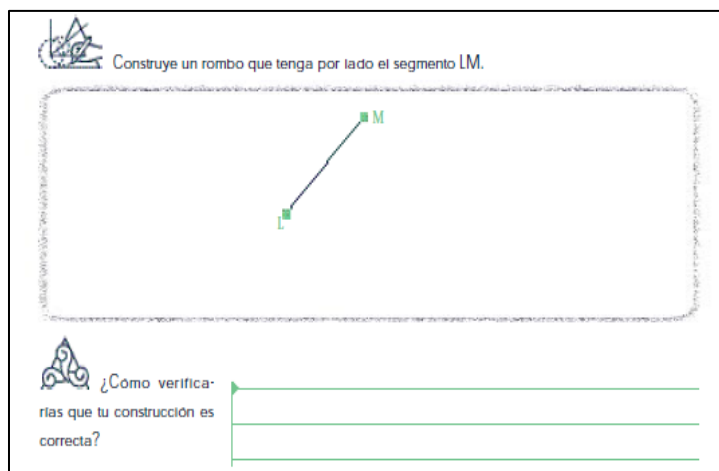 Construye un rombo que tenga por lado el segmento LM.
M
L
¿Cómo verifica-
rías que tu construcción es
correcta?